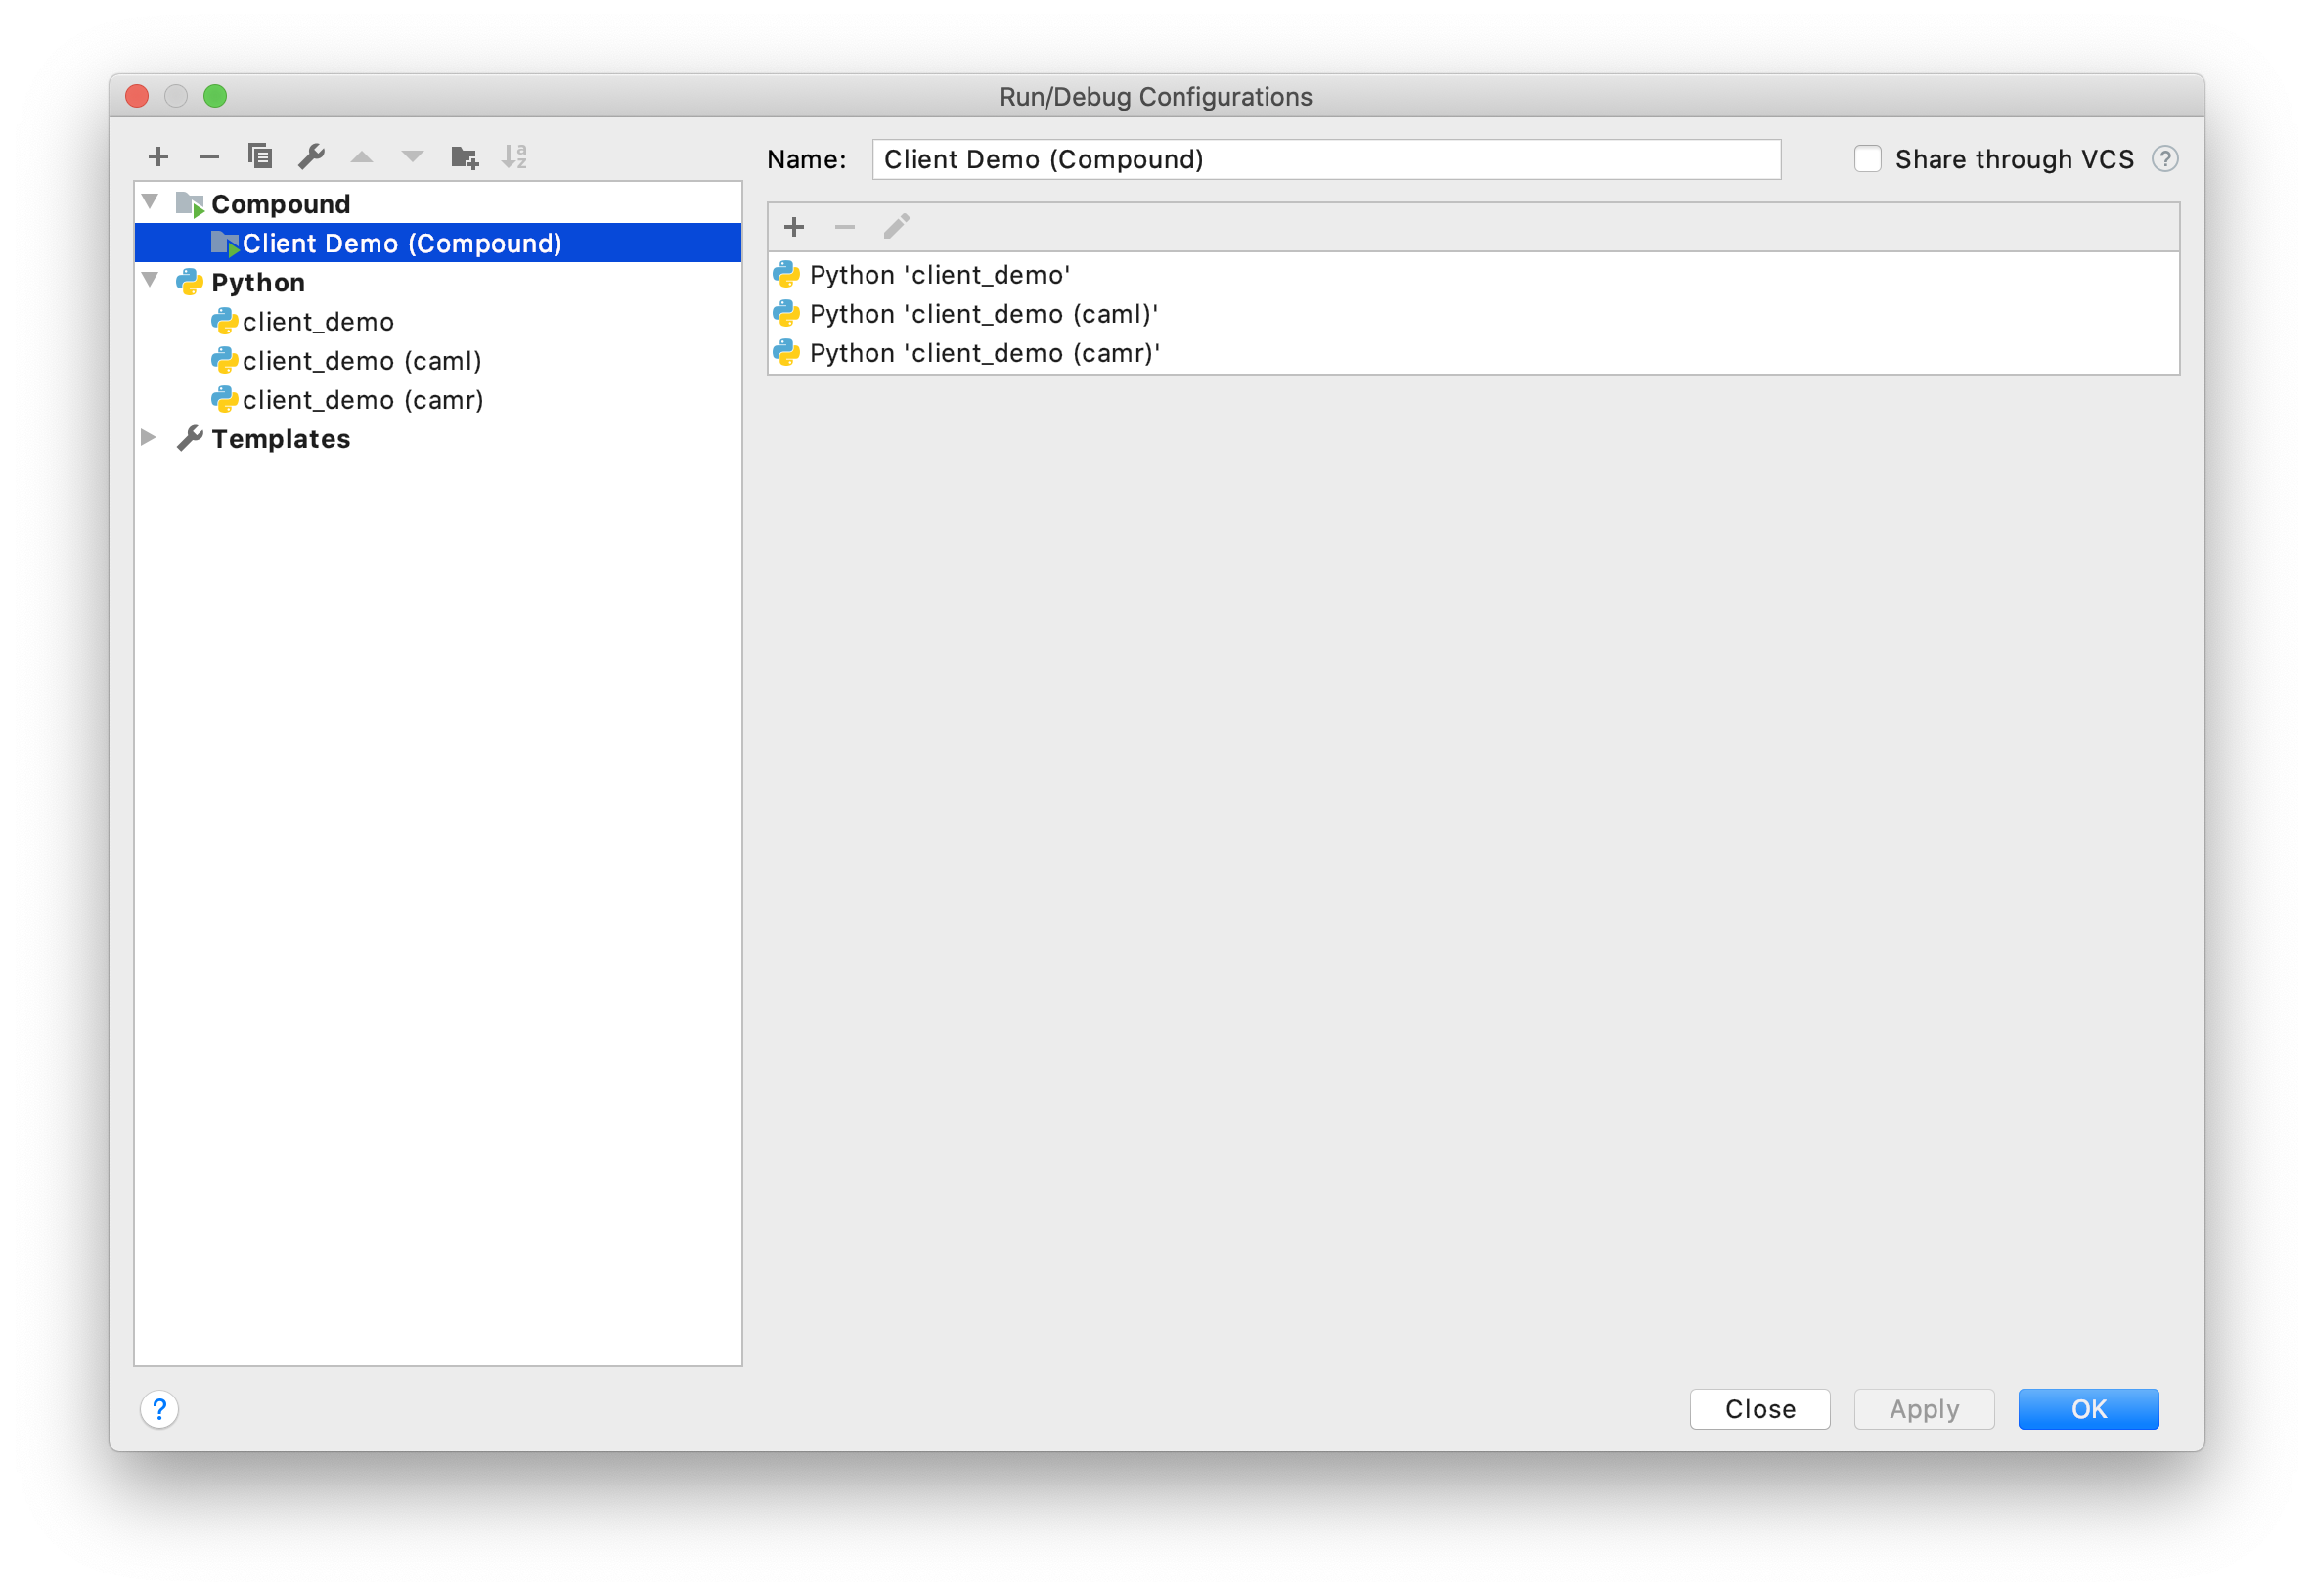 Run/Debug Configurations
Name: Client Demo (Compound) Share through VCS ?
Compound
Client Demo (Compound)
Python
client_demo
client_demo (caml)
client_demo (camr)
Templates
Python 'client_demo'
Python 'client_demo (caml)'
Python 'client_demo (camr)'
? Close Apply OK